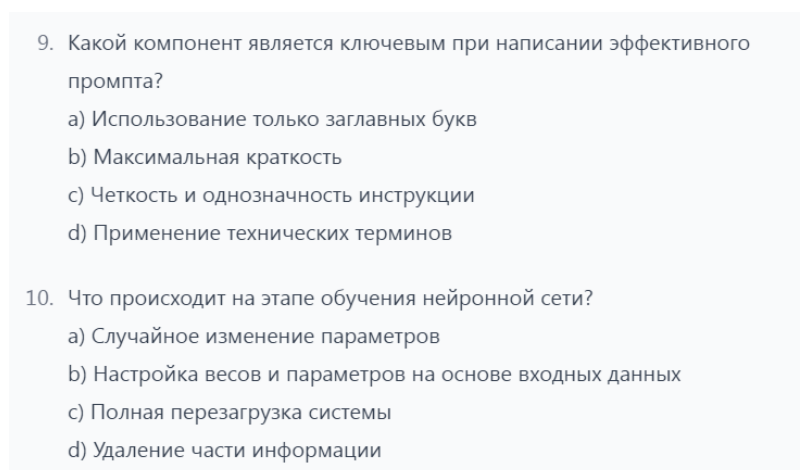 9. Какой компонент является ключевым при написании эффективного
промпта?
a) Использование только заглавных букв
b) Максимальная краткость
c) Четкость и однозначность инструкции
d) Применение технических терминов
10. Что происходит на этапе обучения нейронной сети?
a) Случайное изменение параметров
b) Настройка весов и параметров на основе входных данных
c) Полная перезагрузка системы
d) Удаление части информации